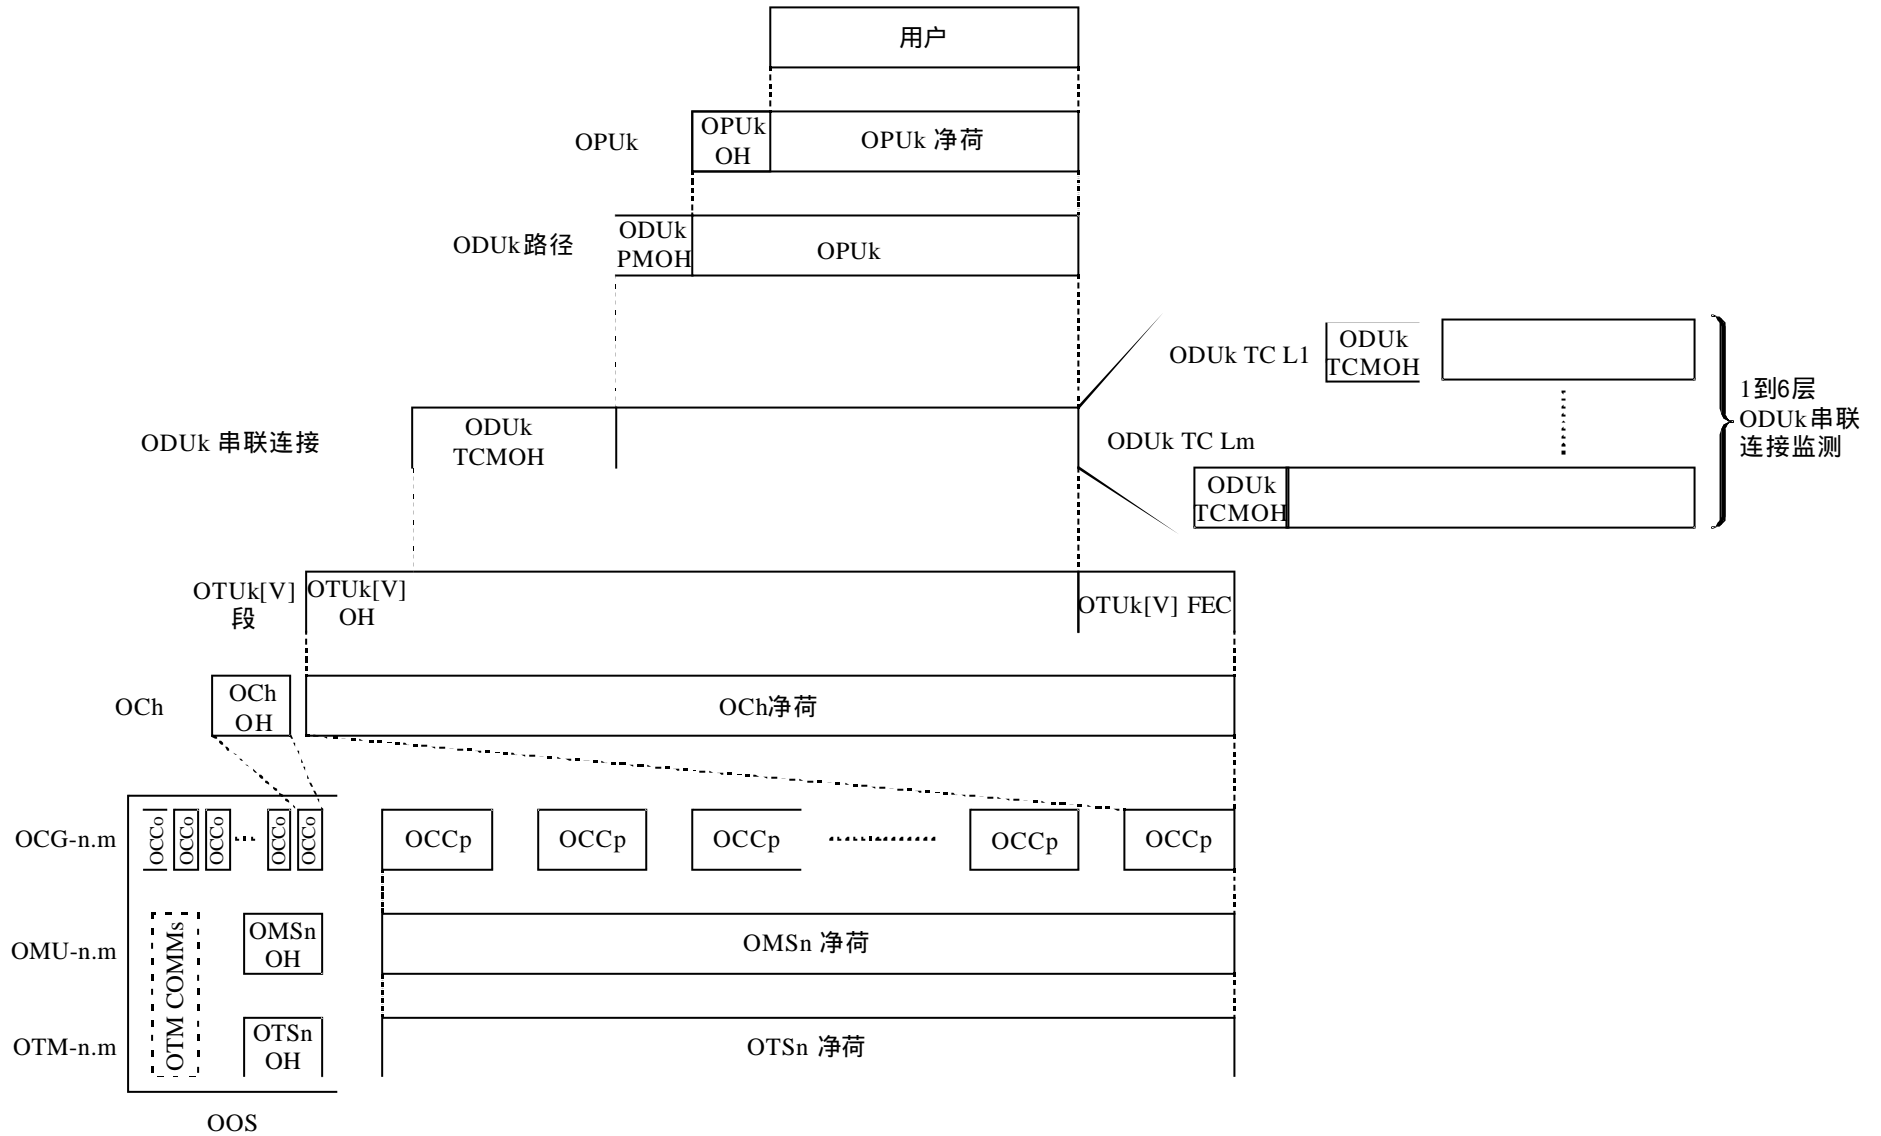 用户
OPUk
OPUk
OH
OPUk 净荷
ODUk路径
ODUk
PMOH
OPUk
ODUk TC L1
ODUk
TCMOH
1到6层
ODUk串联
连接监测
ODUk 串联连接
ODUk
TCMOH
ODUk TC Lm
ODUk
TCMOH
OTUk[V]
段
OTUk[V]
OH
OTUk[V] FEC
OCh
OCh
OH
OCh净荷
OCG-n.m
OCCo
OCCo
OCCo
OCCo
OCCo
OCCp
OCCp
OCCp
OCCp
OCCp
OMU-n.m
OTM COMMs
OMSn
OH
OMSn 净荷
OTM-n.m
OTSn
OH
OTSn 净荷
OOS